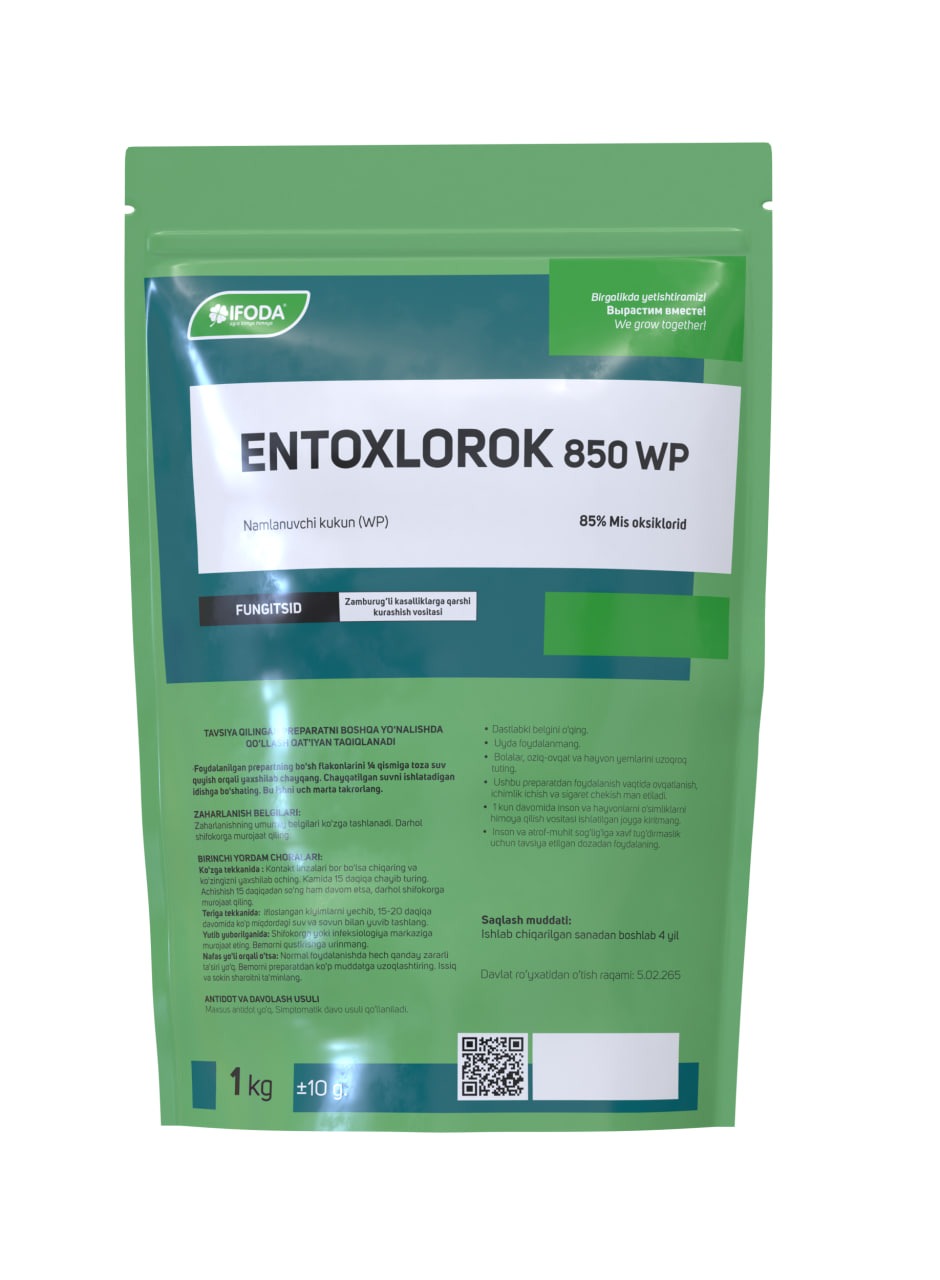 IFODA®
agro kimyo himoya
Birgalikda yetishtiramiz!
Вырастим вместе!
We grow together!
ENTOXLOROK 850 WP
Namlanuvchi kukun (WP)
85% Mis oksiklorid
FUNGITSID
Zamburug'li kasalliklarga qarshi
kurashish vositasi
TAVSIYA QILINGAN PREPARATNI BOSHQA YO'NALISHDA
QO'LLASH QAT'IYAN TAQIQLANADI
Foydalanilgan prepartning bo'sh flakonlarini ¼ qismiga toza suv
quyish orqali yaxshilab chayqang. Chayqatilgan suvni ishlatadigan
idishga bo'shating. Bu ishni uch marta takrorlang.
ZAHARLANISH BELGILARI:
Zaharlanishning umumiy belgilari ko'zga tashlanadi. Darhol
shifokorga murojaat qiling.
BIRINCHI YORDAM CHORALARI:
Ko'zga tekkanida : Kontakt linzalari bor bo'lsa chiqaring va
ko'zingizni yaxshilab oching. Kamida 15 daqiqa chayib turing.
Achishish 15 daqiqadan so'ng ham davom etsa, darhol shifokorga
murojaat qiling.
Teriga tekkanida: Ifloslangan kiyimlarni yechib, 15-20 daqiqa
davomida ko'p miqdordagi suv va sovun bilan yuvib tashlang.
Yutib yuborilganida: Shifokorga yoki infeksiologiya markaziga
murojaat eting. Bemorni qustirishga urinmang.
Nafas yo'li orqali o'tsa: Normal foydalanishda hech qanday zararli
ta'siri yo'q. Bemorni preparatdan ko'p muddatga uzoqlashtiring. Issiq
va sokin sharoitni ta'minlang.
ANTIDOT VA DAVOLASH USULI
Maxsus antidot yo'q. Simptomatik davo usuli qo'llaniladi.
• Dastlabki belgini o'qing.
• Uyda foydalanmang.
• Bolalar, oziq-ovqat va hayvon yemlarini uzoqroq
tuting.
• Ushbu preparatdan foydalanish vaqtida ovqatlanish,
ichimlik ichish va sigaret chekish man etiladi.
• 1 kun davomida inson va hayvonlarni o'simliklarni
himoya qilish vositasi ishlatilgan joyga kiritmang.
• Inson va atrof-muhit sog'lig'iga xavf tug'dirmaslik
uchun tavsiya etilgan dozadan foydalaning.
Saqlash muddati:
Ishlab chiqarilgan sanadan boshlab 4 yil
Davlat ro'yxatidan o'tish raqami: 5.02.265
1 kg
±10 g.